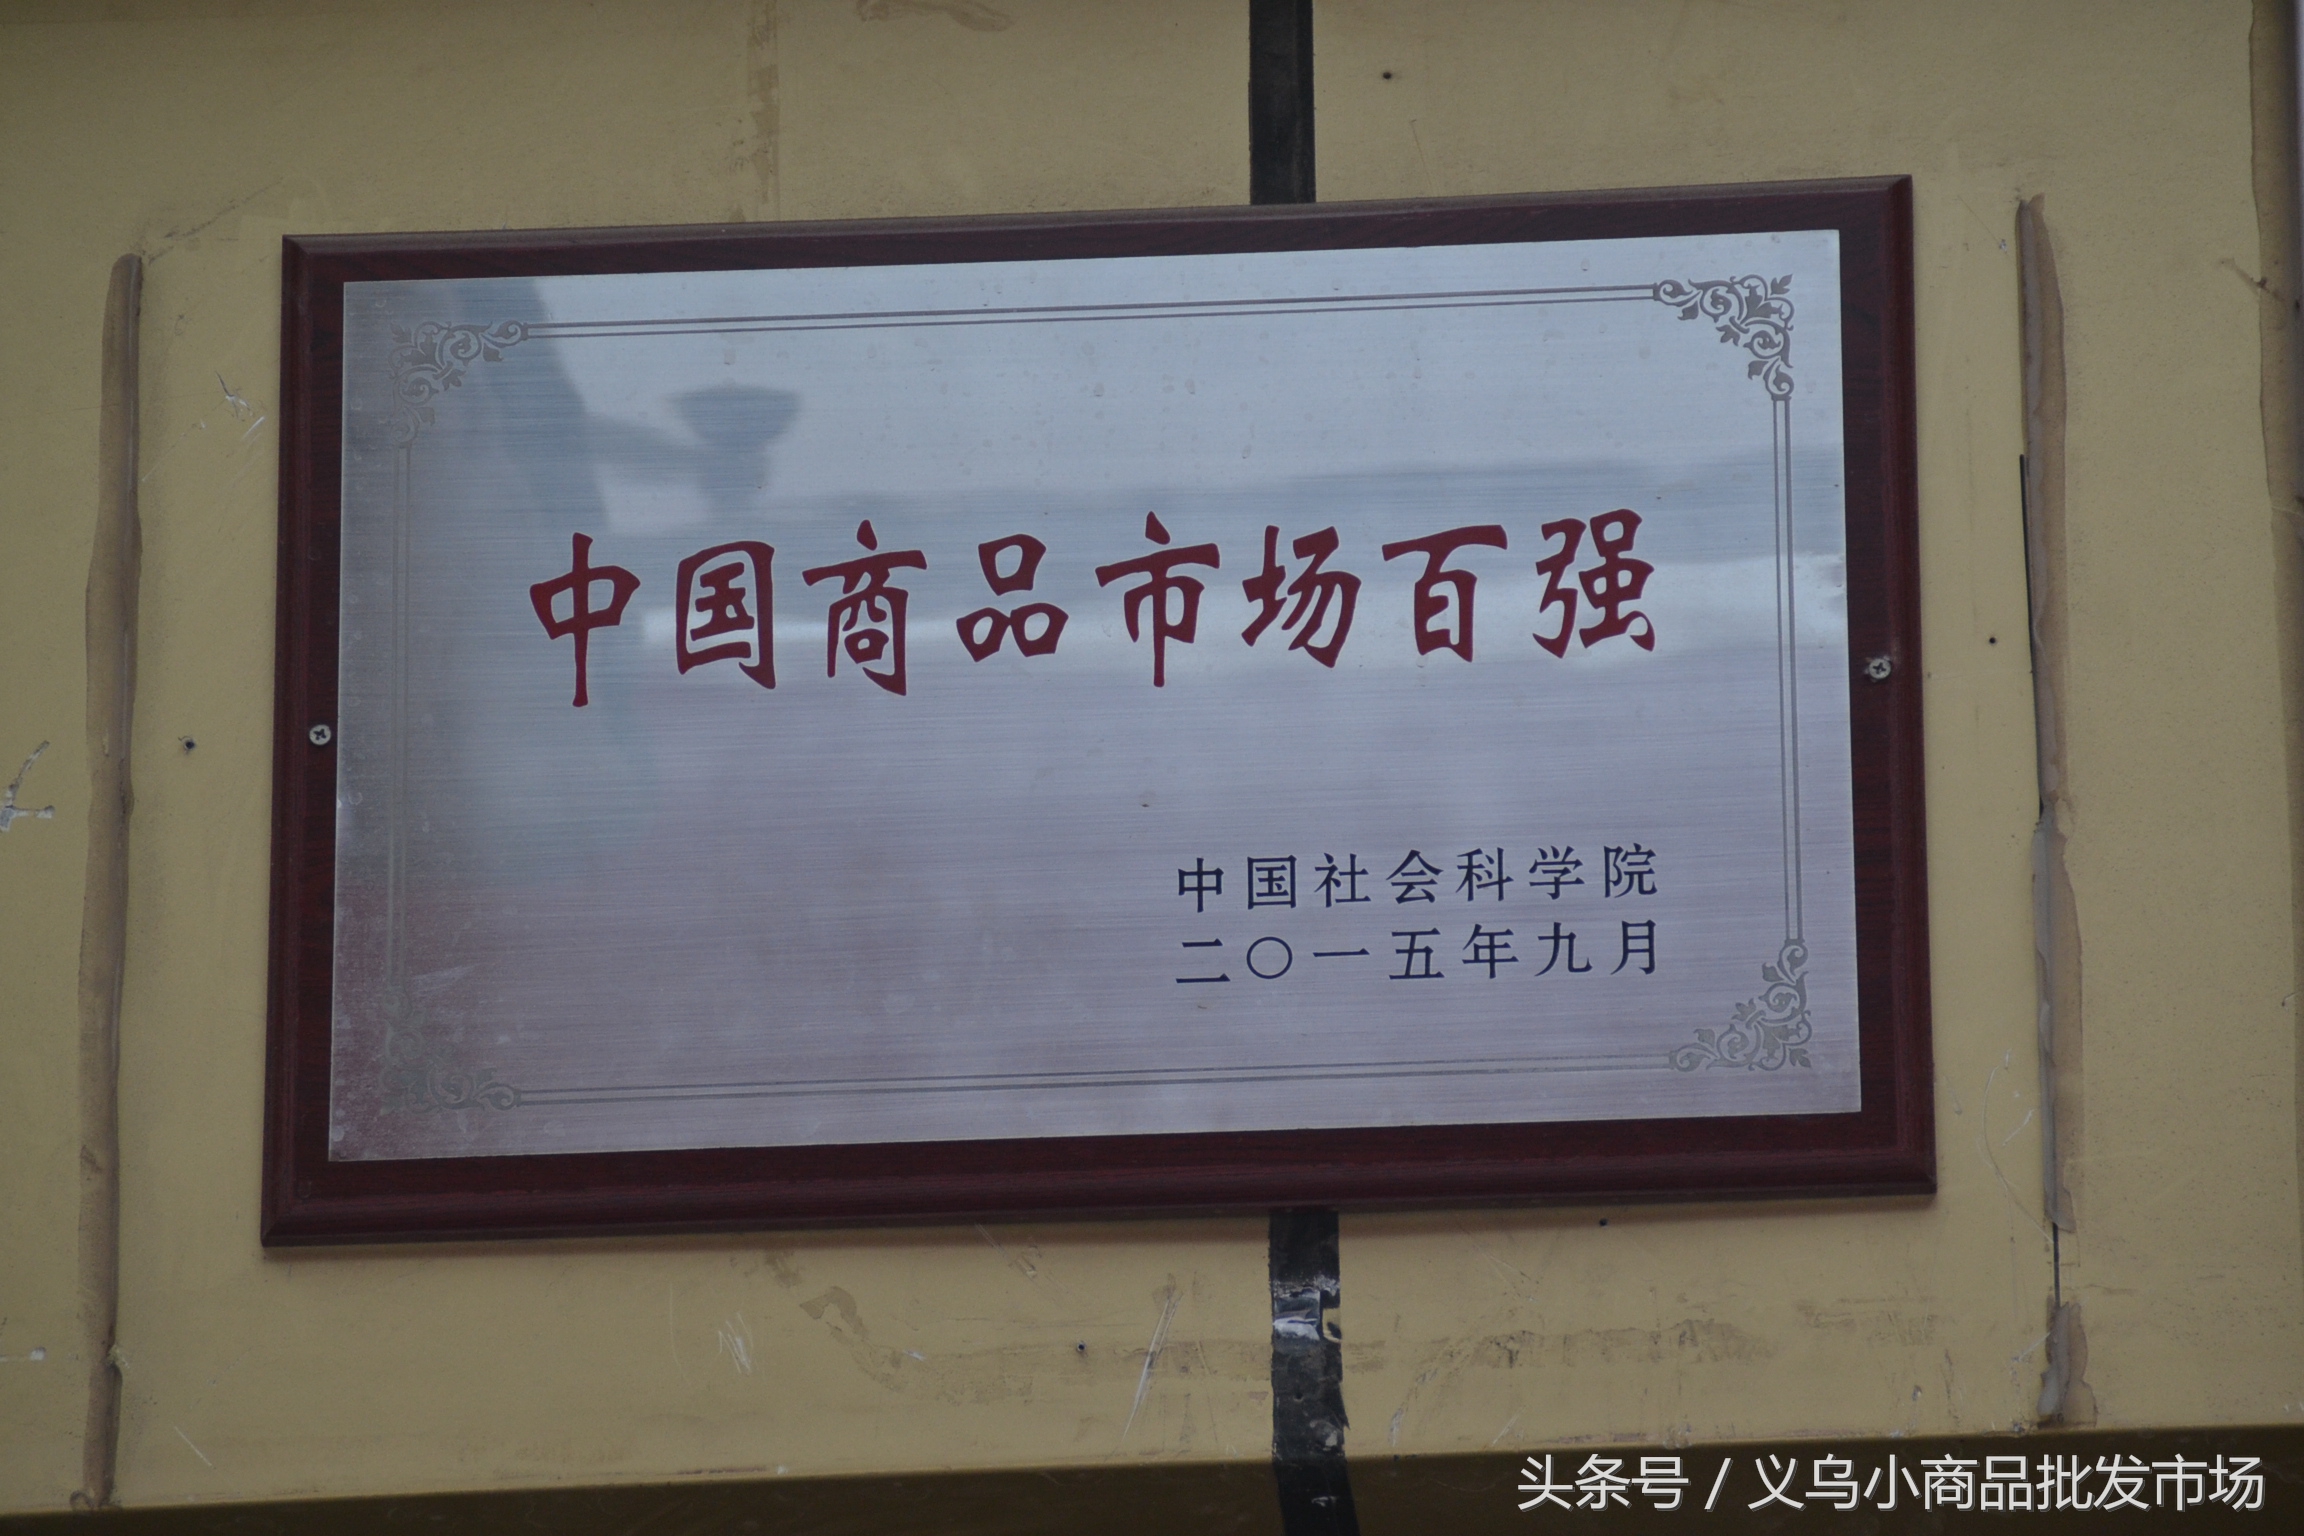 中国商品市场百强
中国社会科学院
二〇一五年九月
头条号 / 义乌小商品批发市场